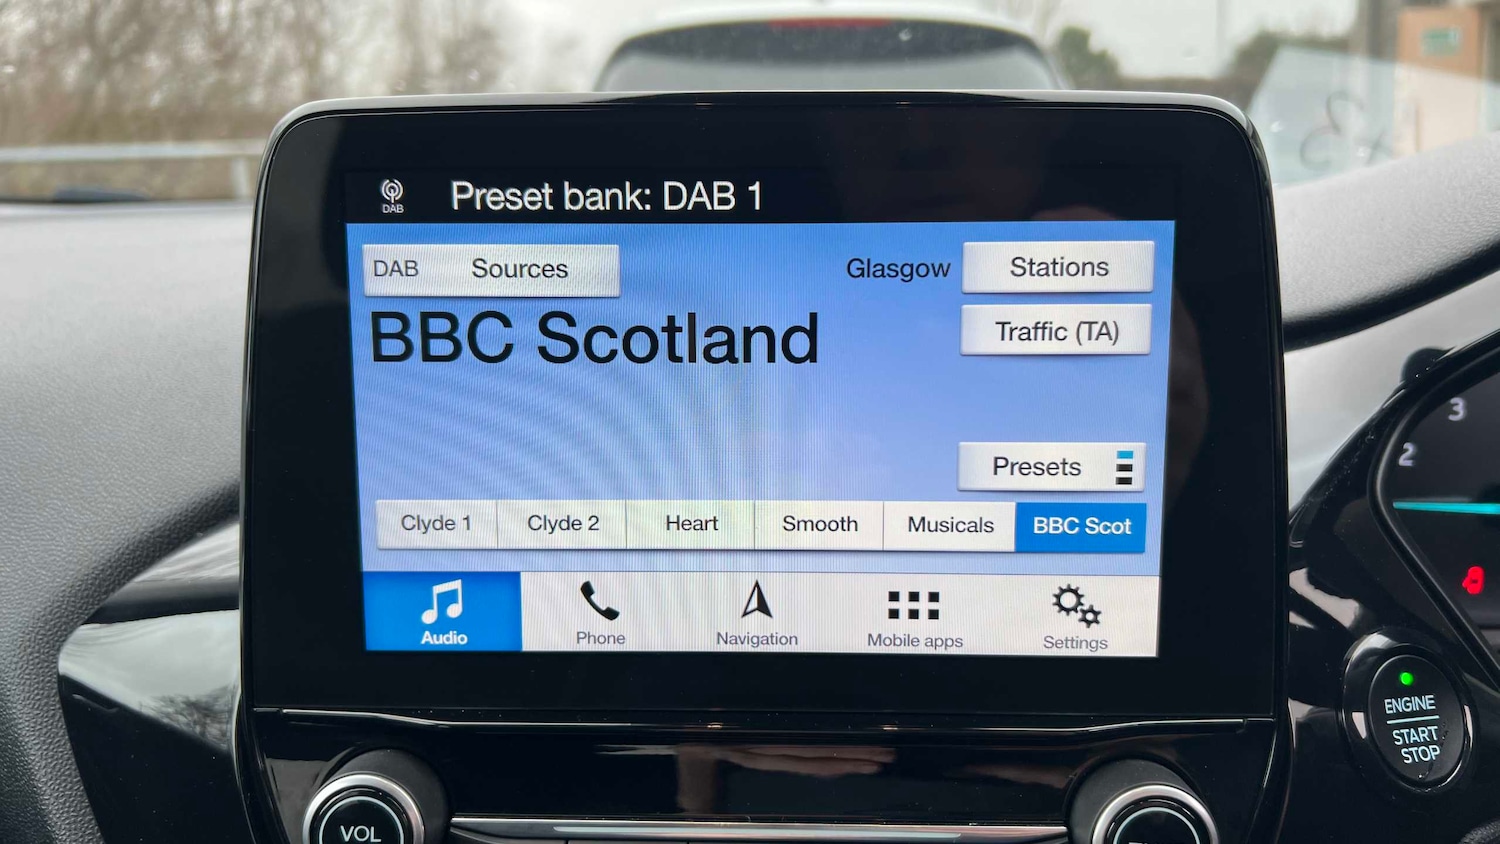 DAB
Preset bank: DAB 1
DAB Sources
Glasgow
Stations
BBC Scotland
Traffic (TA)
Presets
Clyde 1
Clyde 2
Heart
Smooth
Musicals
BBC Scot
Audio
Phone
Navigation
Mobile apps
Settings
3
2
ENGINE
START
STOP
VOL